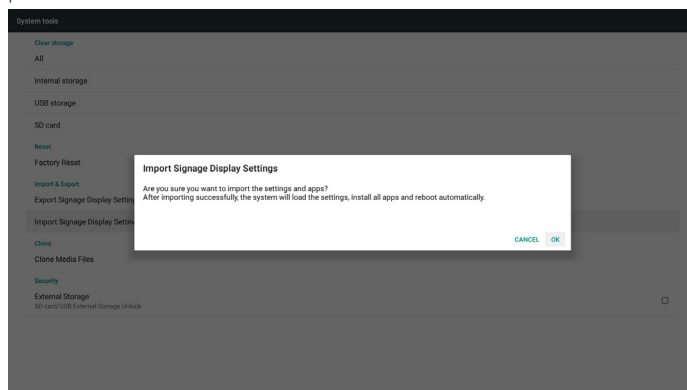 System tools
Clear storage
All
Internal storage
USB storage
SD card
Reset
Factory Reset
Import & Export
Export Signage Display Setting
Import Signage Display Settin
Clone
Clone Media Files
Security
External Storage
SD card/USB External Storage Unlock
Import Signage Display Settings
Are you sure you want to import the settings and apps?
After importing successfully, the system will load the settings, install all apps and reboot automatically.
CANCEL OK